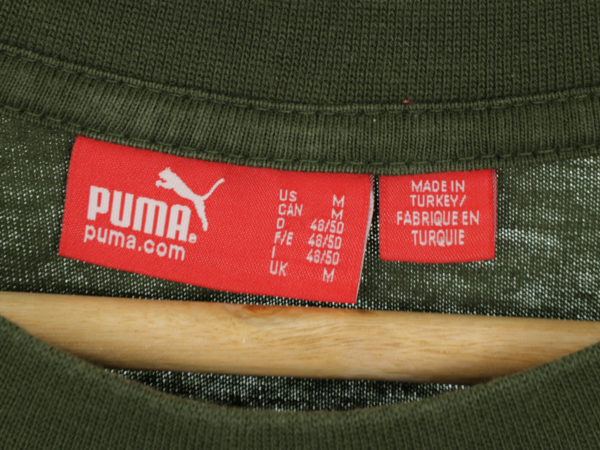 PUMA®
puma.com
US M
CAN M
D 48/50
F/E 48/50
I 48/50
UK M
MADE IN
TURKEY/
FABRIQUE EN
TURQUIE